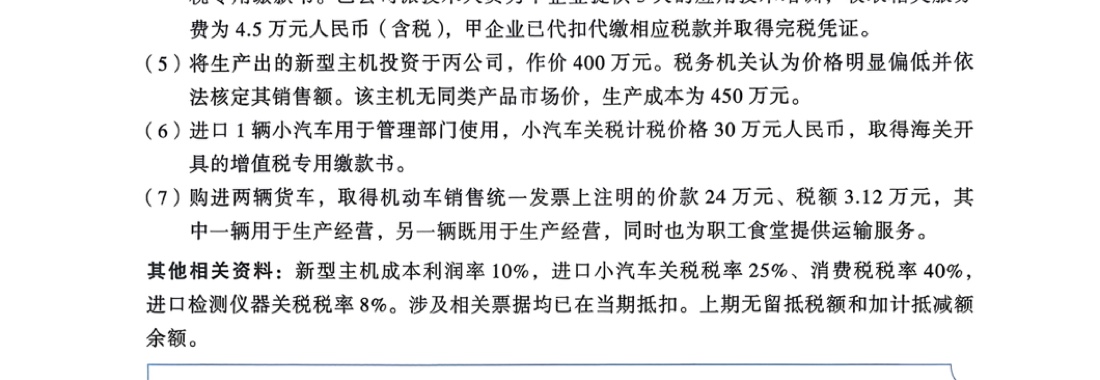 费为 4.5 万元人民币（含税），甲企业已代扣代缴相应税款并取得完税凭证。
（5）将生产出的新型主机投资于丙公司，作价 400 万元。税务机关认为价格明显偏低并依
法核定其销售额。该主机无同类产品市场价，生产成本为 450 万元。
（6）进口 1 辆小汽车用于管理部门使用，小汽车关税计税价格 30 万元人民币，取得海关开
具的增值税专用缴款书。
（7）购进两辆货车，取得机动车销售统一发票上注明的价款 24 万元、税额 3.12 万元，其
中一辆用于生产经营，另一辆既用于生产经营，同时也为职工食堂提供运输服务。
其他相关资料：新型主机成本利润率 10%，进口小汽车关税税率 25%、消费税税率 40%，
进口检测仪器关税税率 8%。涉及相关票据均已在当期抵扣。上期无留抵税额和加计抵减额
余额。